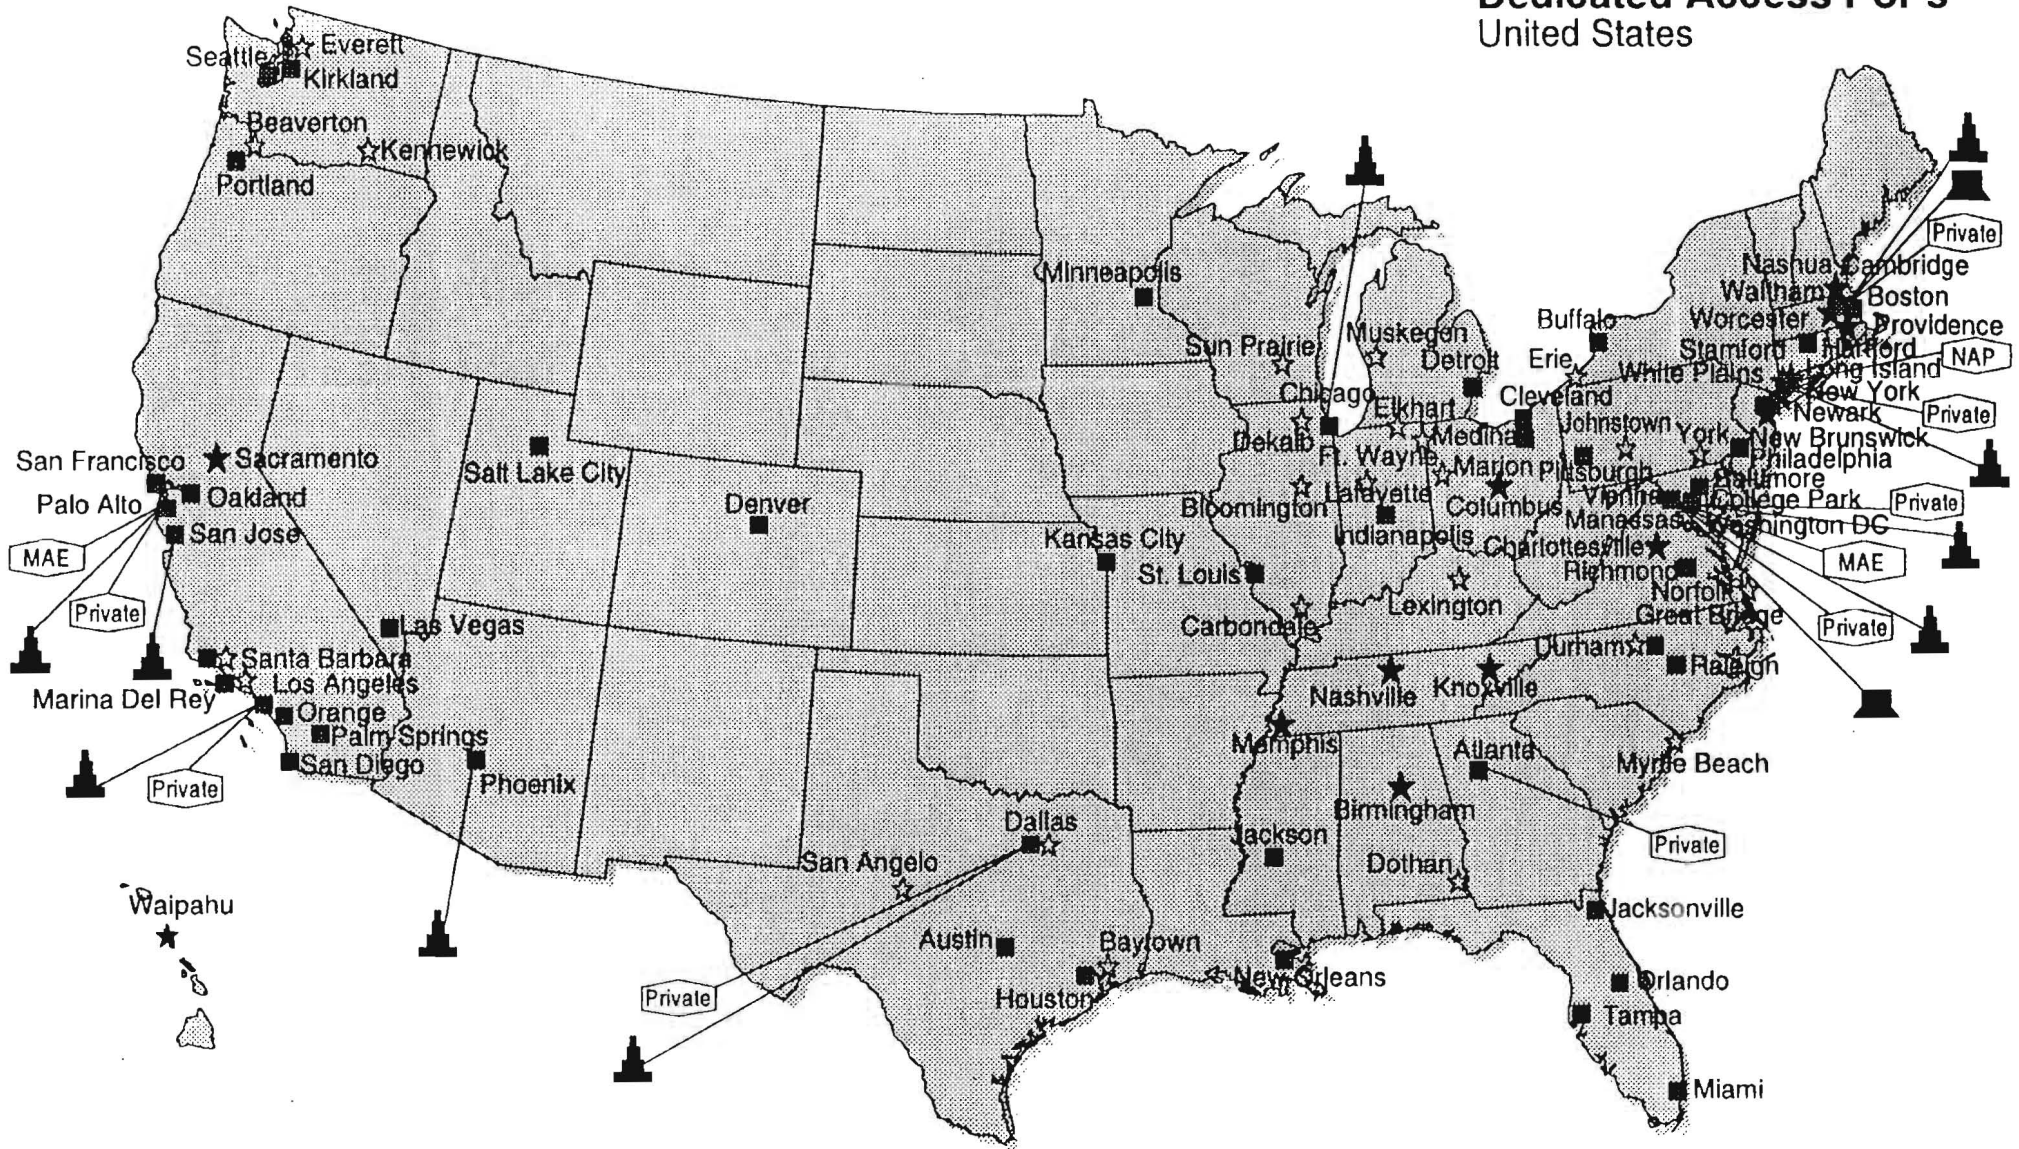 Dedicated Access PoPs
United States
Seattle
Everett
Kirkland
Beaverton
Kennewick
Portland
Minneapolis
Sun Prairie
Muskegon
Detroit
Chicago
Elkhart
Dekalb
Ft. Wayne
Medina
Marion
Bloomington
Lafayette
Columbus
Indianapolis
Cleveland
Buffalo
Erie
Johnstown
York
Pittsburgh
Nashua
Cambridge
Waltham
Boston
Worcester
Providence
Stamford
Hartford
White Plains
Long Island
New York
Newark
New Brunswick
Philadelphia
Baltimore
Vienna
College Park
Manassas
Washington DC
Charlottesville
Richmond
Norfolk
Great Bridge
Private
NAP
Private
Private
MAE
Private
San Francisco
Sacramento
Palo Alto
Oakland
San Jose
MAE
Private
Salt Lake City
Denver
Kansas City
St. Louis
Carbondale
Lexington
Las Vegas
Santa Barbara
Los Angeles
Marina Del Rey
Orange
Palm Springs
San Diego
Private
Phoenix
Durham
Raleigh
Nashville
Knoxville
Memphis
Atlanta
Myrtle Beach
Birmingham
Private
Dallas
Jackson
San Angelo
Dothan
Waipahu
Jacksonville
Austin
Baytown
New Orleans
Houston
Private
Orlando
Tampa
Miami